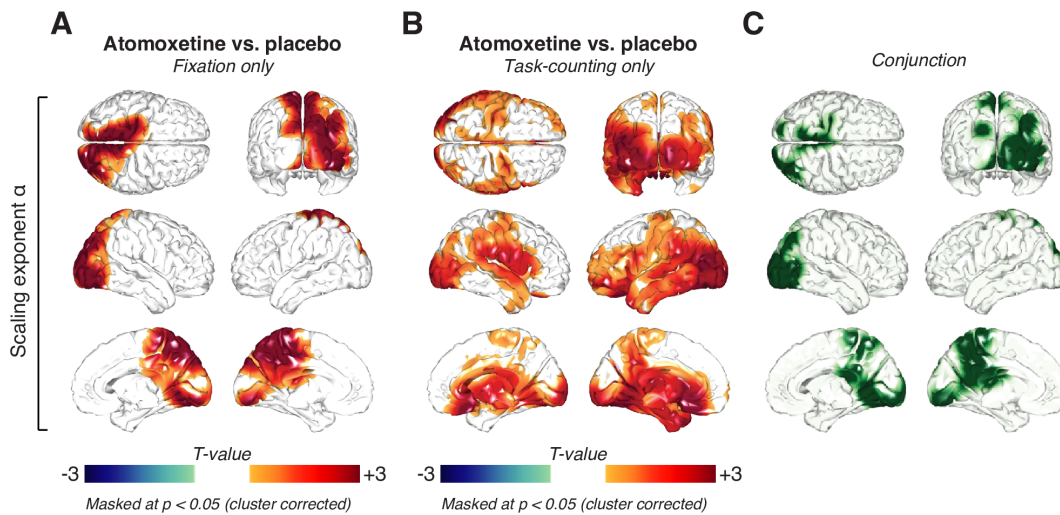 A
Atomoxetine vs. placebo
Fixation only
B
Atomoxetine vs. placebo
Task-counting only
C
Conjunction
Scaling exponent α
T-value
-3
+3
Masked at p < 0.05 (cluster corrected)
T-value
-3
+3
Masked at p < 0.05 (cluster corrected)